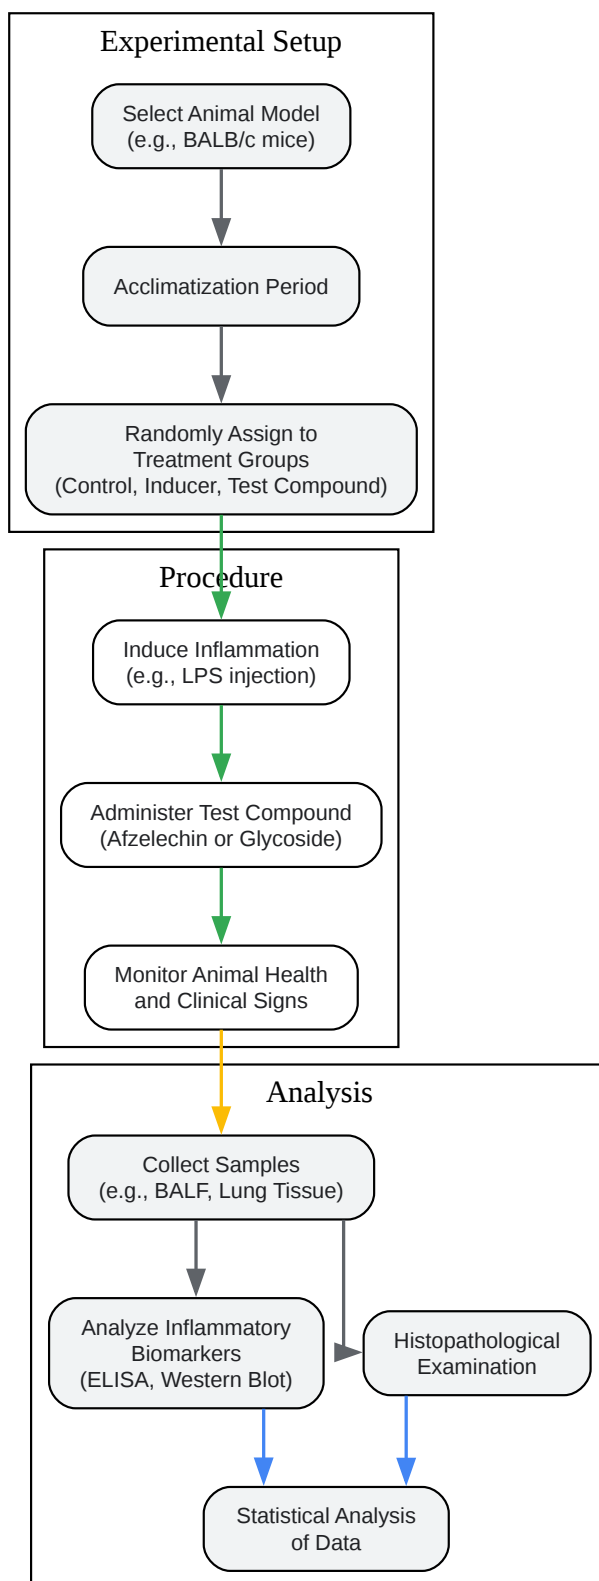 Experimental Setup
Select Animal Model
(e.g., BALB/c mice)
Acclimatization Period
Randomly Assign to
Treatment Groups
(Control, Inducer, Test Compound)
Procedure
Induce Inflammation
(e.g., LPS injection)
Administer Test Compound
(Afzelechin or Glycoside)
Monitor Animal Health
and Clinical Signs
Analysis
Collect Samples
(e.g., BALF, Lung Tissue)
Analyze Inflammatory
Biomarkers
(ELISA, Western Blot)
Histopathological
Examination
Statistical Analysis
of Data